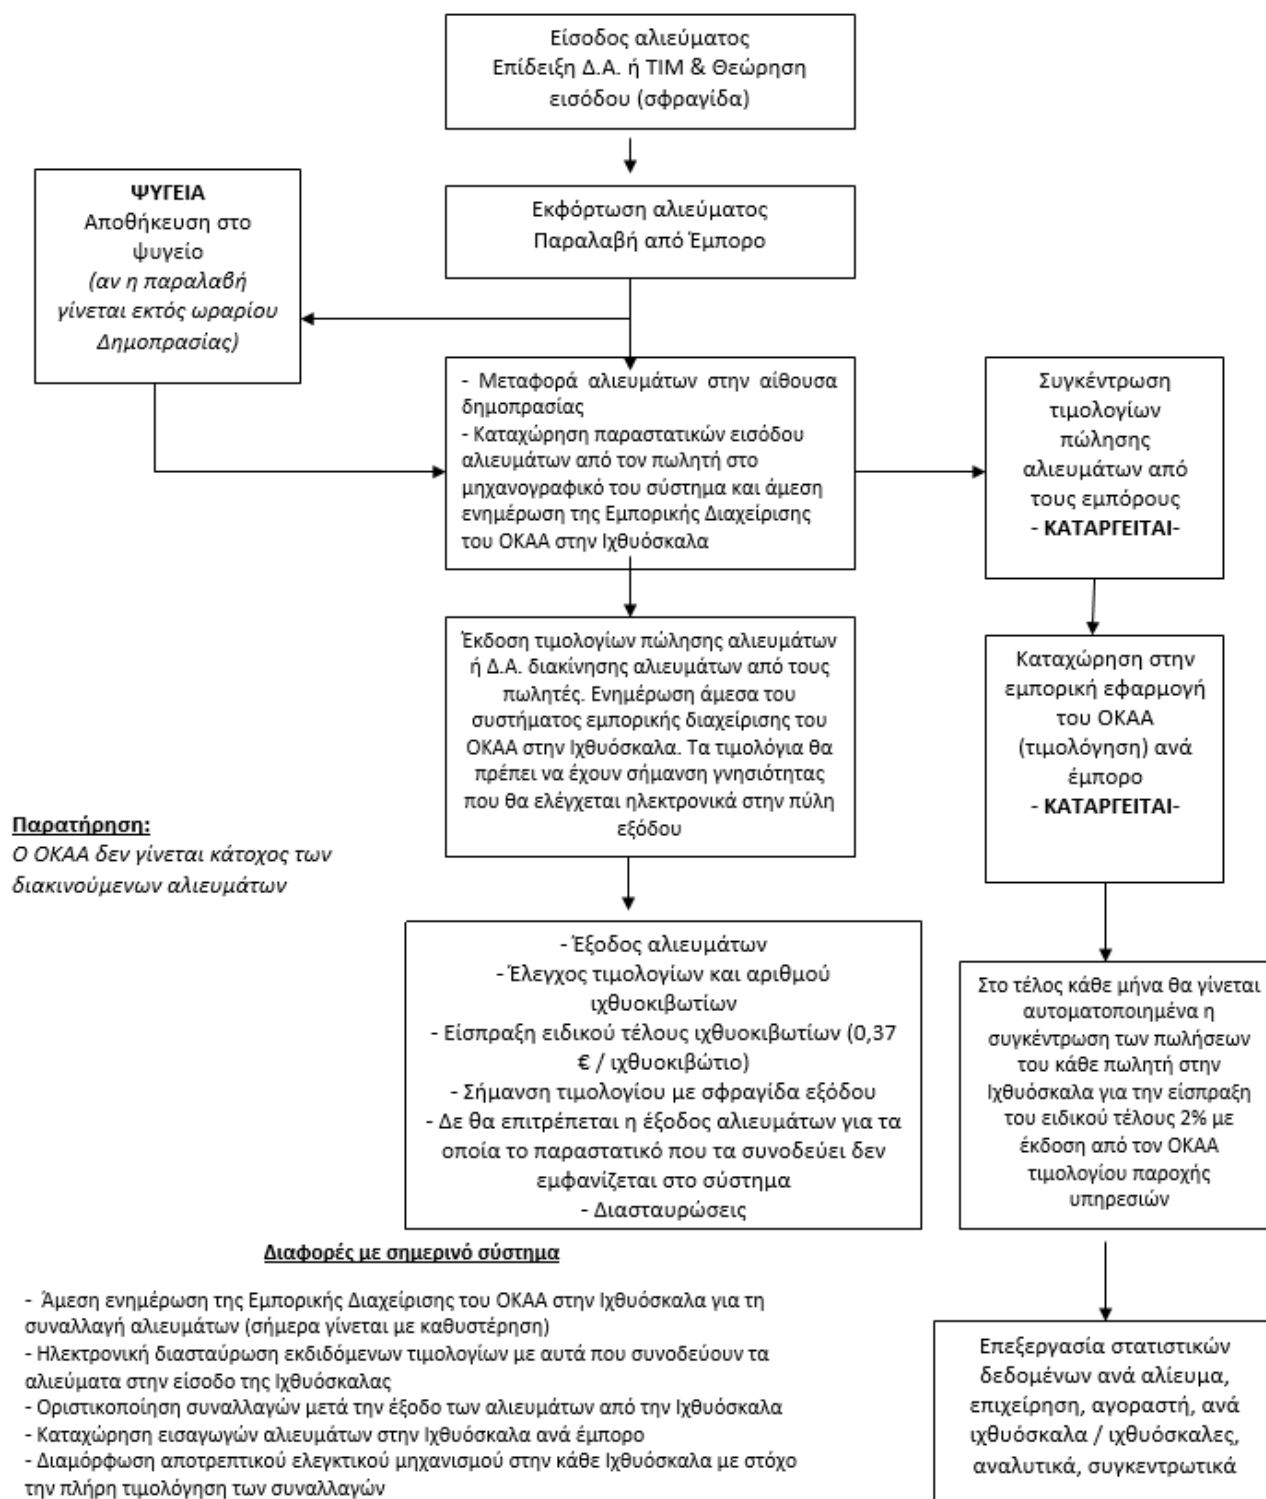 Είσοδος αλιεύματος
Επίδειξη Δ.Α. ή ΤΙΜ & Θεώρηση
εισόδου (σφραγίδα)
ΨΥΓΕΙΑ
Αποθήκευση στο
ψυγείο
(αν η παραλαβή
γίνεται εκτός ωραρίου
Δημοπρασίας)
Εκφόρτωση αλιεύματος
Παραλαβή από Έμπορο
- Μεταφορά αλιευμάτων στην αίθουσα
δημοπρασίας
- Καταχώρηση παραστατικών εισόδου
αλιευμάτων από τον πωλητή στο
μηχανογραφικό του σύστημα και άμεση
ενημέρωση της Εμπορικής Διαχείρισης
του ΟΚΑΑ στην Ιχθυόσκαλα
Συγκέντρωση
τιμολογίων
πώλησης
αλιευμάτων από
τους εμπόρους
- ΚΑΤΑΡΓΕΙΤΑΙ-
Έκδοση τιμολογίων πώλησης αλιευμάτων
ή Δ.Α. διακίνησης αλιευμάτων από τους
πωλητές. Ενημέρωση άμεσα του
συστήματος εμπορικής διαχείρισης του
ΟΚΑΑ στην Ιχθυόσκαλα. Τα τιμολόγια θα
πρέπει να έχουν σήμανση γνησιότητας
που θα ελέγχεται ηλεκτρονικά στην πύλη
εξόδου
Καταχώρηση στην
εμπορική εφαρμογή
του ΟΚΑΑ
(τιμολόγηση) ανά
έμπορο
- ΚΑΤΑΡΓΕΙΤΑΙ-
Παρατήρηση:
Ο ΟΚΑΑ δεν γίνεται κάτοχος των
διακινούμενων αλιευμάτων
- Έξοδος αλιευμάτων
- Έλεγχος τιμολογίων και αριθμού
ιχθυοκιβωτίων
- Είσπραξη ειδικού τέλους ιχθυοκιβωτίων (0,37
€ / ιχθυοκιβώτιο)
- Σήμανση τιμολογίου με σφραγίδα εξόδου
- Δε θα επιτρέπεται η έξοδος αλιευμάτων για τα
οποία το παραστατικό που τα συνοδεύει δεν
εμφανίζεται στο σύστημα
- Διασταυρώσεις
Στο τέλος κάθε μήνα θα γίνεται
αυτοματοποιημένα η
συγκέντρωση των πωλήσεων
του κάθε πωλητή στην
Ιχθυόσκαλα για την είσπραξη
του ειδικού τέλους 2% με
έκδοση από τον ΟΚΑΑ
τιμολογίου παροχής
υπηρεσιών
Διαφορές με σημερινό σύστημα
- Άμεση ενημέρωση της Εμπορικής Διαχείρισης του ΟΚΑΑ στην Ιχθυόσκαλα για τη
συναλλαγή αλιευμάτων (σήμερα γίνεται με καθυστέρηση)
- Ηλεκτρονική διασταύρωση εκδιδόμενων τιμολογίων με αυτά που συνοδεύουν τα
αλιεύματα στην είσοδο της Ιχθυόσκαλας
- Οριστικοποίηση συναλλαγών μετά την έξοδο των αλιευμάτων από την Ιχθυόσκαλα
- Καταχώρηση εισαγωγών αλιευμάτων στην Ιχθυόσκαλα ανά έμπορο
- Διαμόρφωση αποτρεπτικού ελεγκτικού μηχανισμού στην κάθε Ιχθυόσκαλα με στόχο
την πλήρη τιμολόγηση των συναλλαγών
Επεξεργασία στατιστικών
δεδομένων ανά αλίευμα,
επιχείρηση, αγοραστή, ανά
ιχθυόσκαλα / ιχθυόσκαλες,
αναλυτικά, συγκεντρωτικά